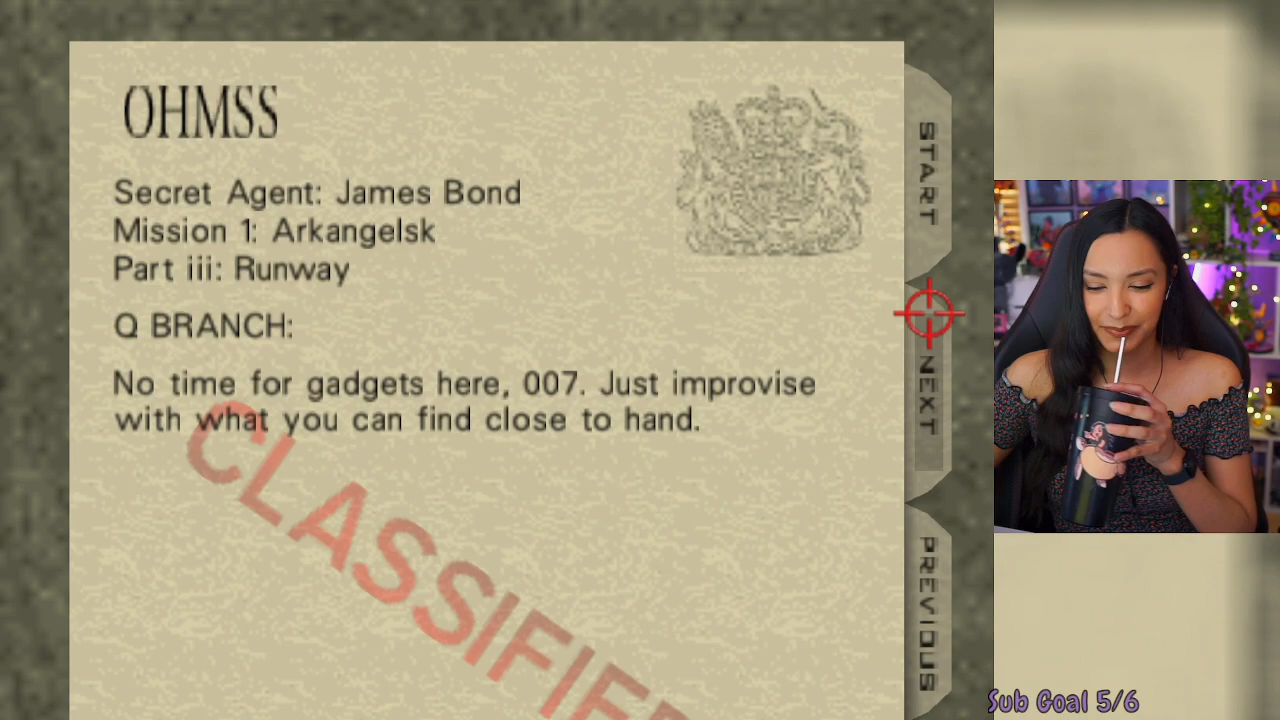 OHMSS
Secret Agent: James Bond
Mission 1: Arkangelsk
Part iii: Runway
Q BRANCH:
No time for gadgets here, 007. Just improvise
with what you can find close to hand.
CLASSIFIE
START
NEXT
PREVIOUS
Sub Goal 5/6